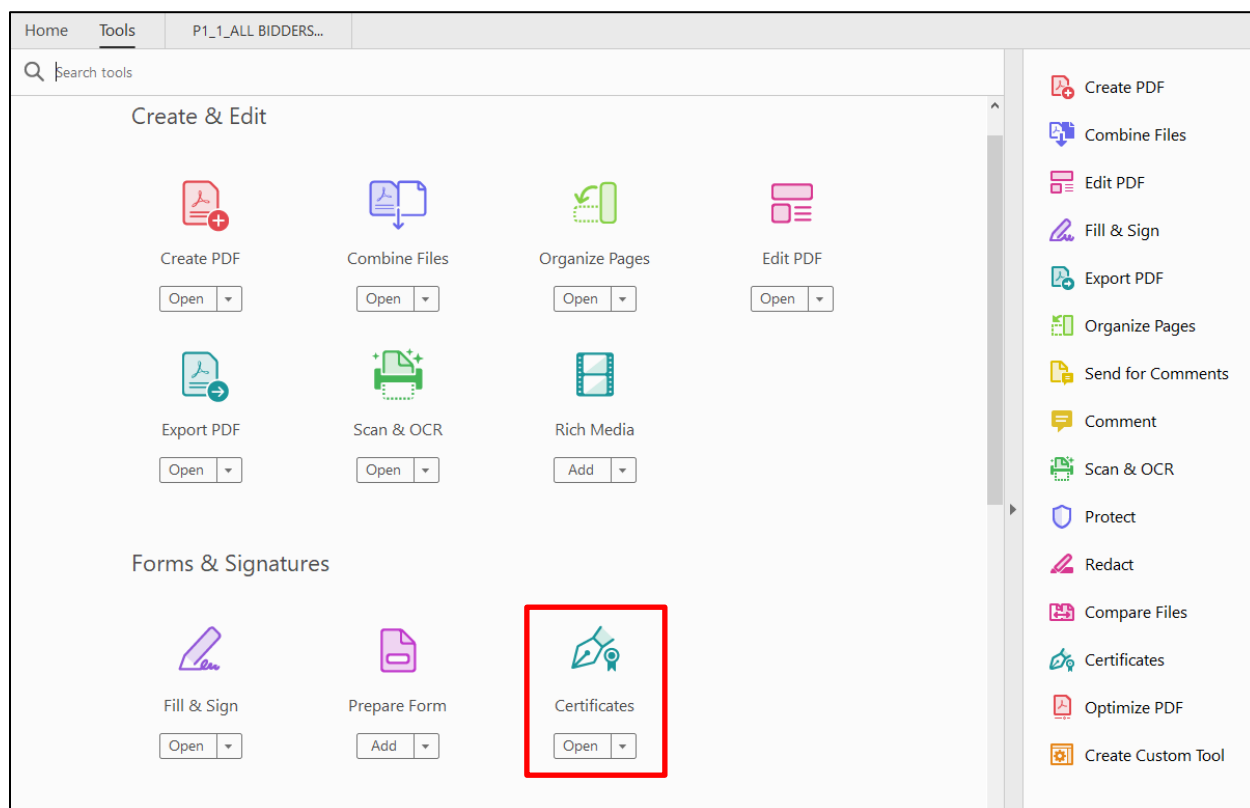 Home Tools P1_1_ALL BIDDERS...
Search tools
Create & Edit
Create PDF Combine Files Organize Pages Edit PDF
Open Open Open Open
Export PDF Scan & OCR Rich Media
Open Open Add
Forms & Signatures
Fill & Sign Prepare Form Certificates
Open Add Open
Create PDF
Combine Files
Edit PDF
Fill & Sign
Export PDF
Organize Pages
Send for Comments
Comment
Scan & OCR
Protect
Redact
Compare Files
Certificates
Optimize PDF
Create Custom Tool